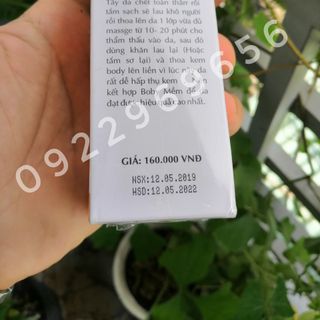 Tẩy da chết toàn thân rồi
tắm sạch sẽ lau khô người
rồi thoa lên da 1 lớp vừa đủ
massge từ 10- 20 phút cho
thẩm thấu vào da, sau đó
dùng khăn lau lại (Hoặc
tắm sơ lại) và thoa kem
body lên liền vì lúc này da
rất dễ hấp thụ kem
kết hợp Body Mềm để da
đạt được hiệu quả cao nhất.
GIÁ: 160.000 VNĐ
NSX:12.05.2019
HSD:12.05.2022
0922969656